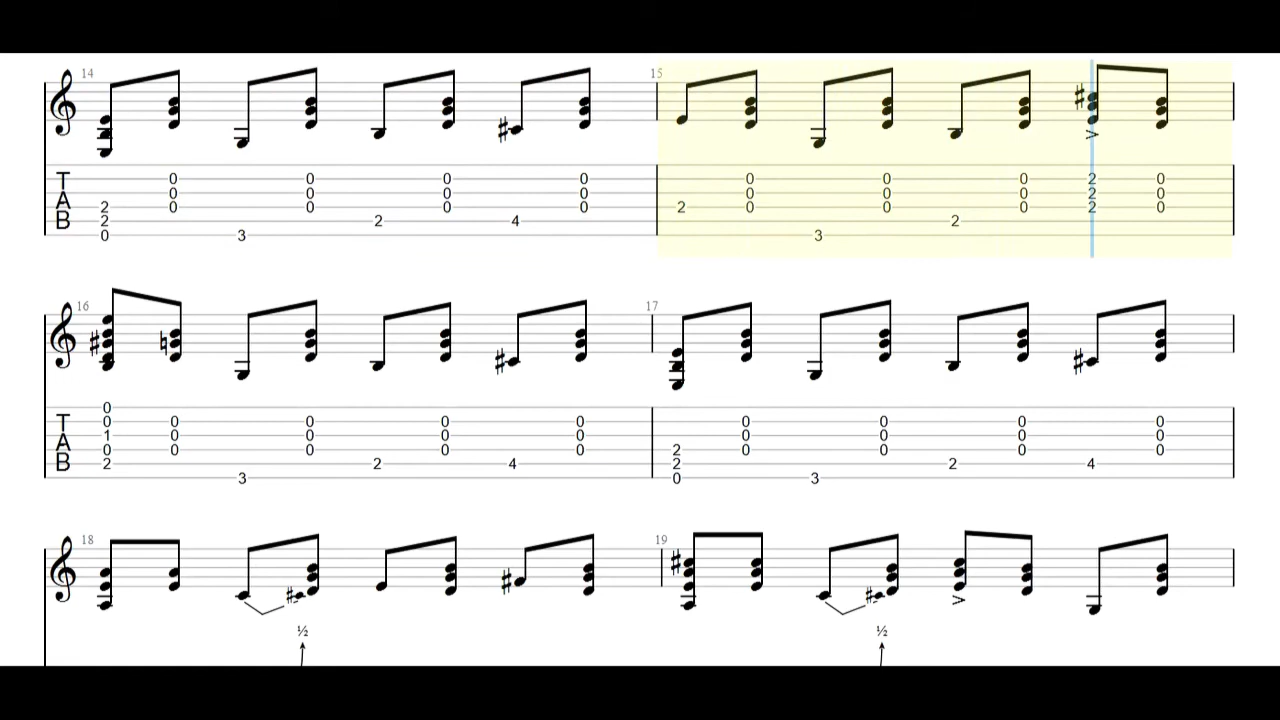 14 15
T 0 0 0 0 0 0 0 2 0
0 0 0 0 0 0 0 2 0
A 2 0 0 0 0 2 0 0 0 2 0
B 2 2 4 2
0 3 3
16 17
0
T 0 0 0 0 0 0 0 0 0
1 0 0 0 0 0 0 0 0
A 0 0 0 0 0 2 0 0 0 0
B 2 2 4 2 2 4
3 0 3
18 19
½ ½